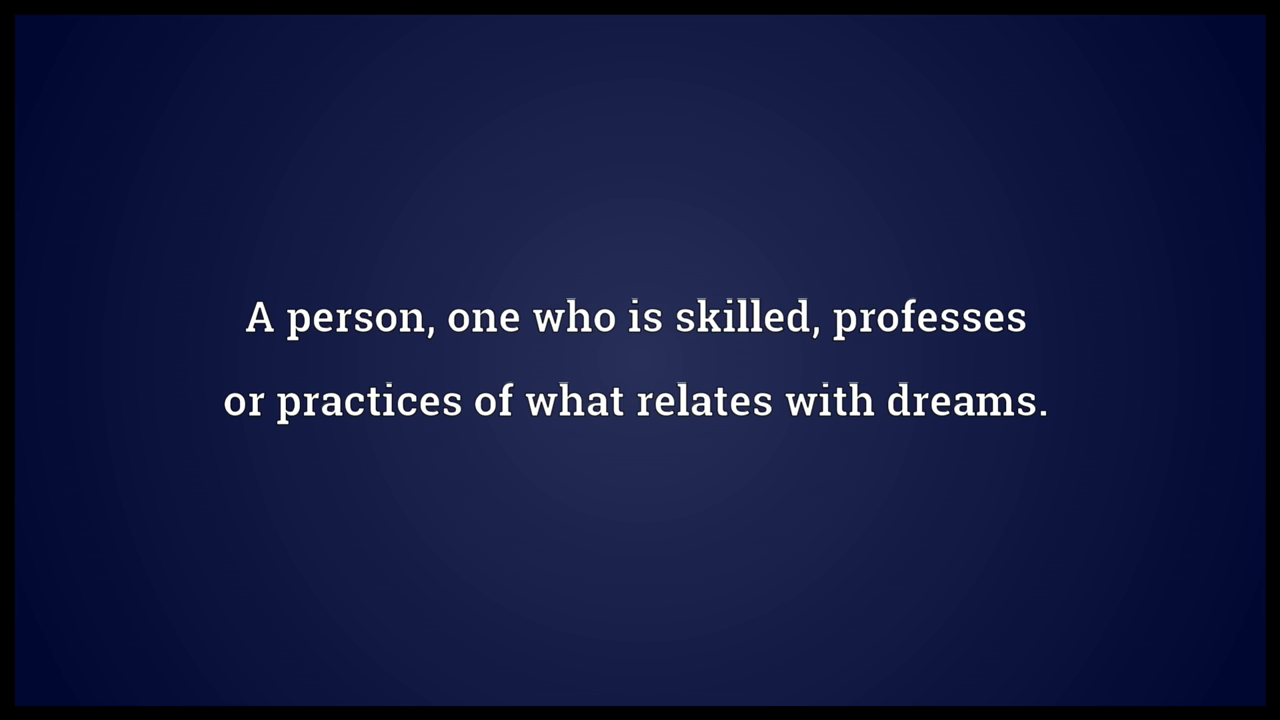 A person, one who is skilled, professes
or practices of what relates with dreams.